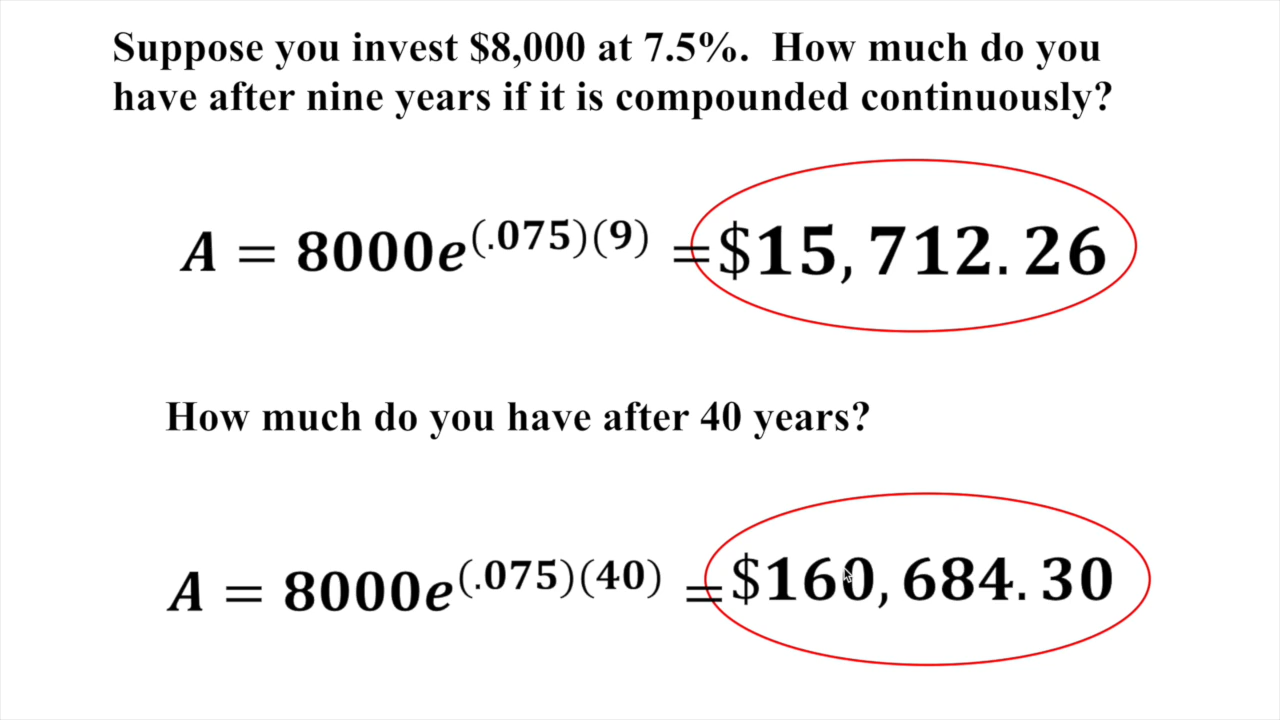 Suppose you invest $8,000 at 7.5%. How much do you
have after nine years if it is compounded continuously?
A = 8000e^(.075)(9) = $15,712.26
How much do you have after 40 years?
A = 8000e^(.075)(40) = $160,684.30